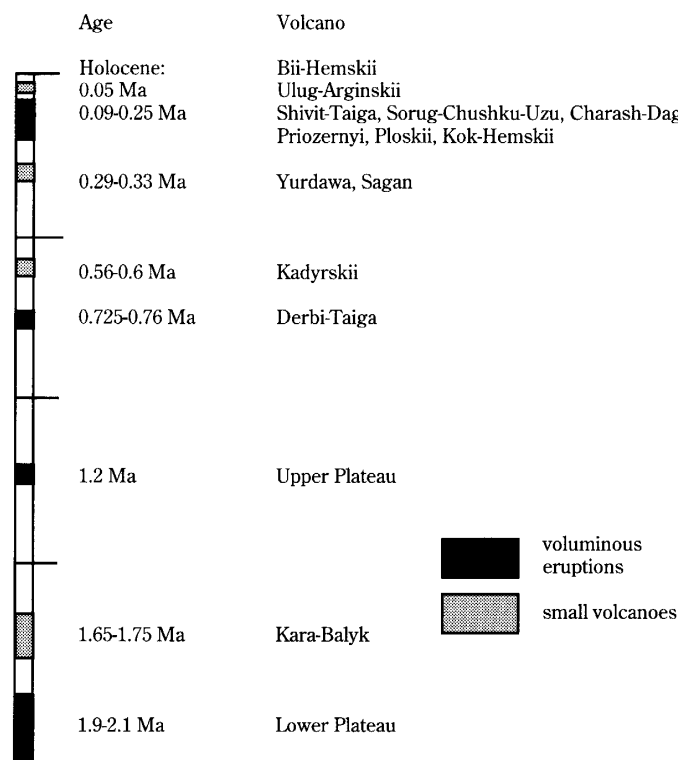 Age Volcano
Holocene: Bii-Hemskii
0.05 Ma Ulug-Arginskii
0.09-0.25 Ma Shivit-Taiga, Sorug-Chushku-Uzu, Charash-Dag
Priozernyi, Ploskii, Kok-Hemskii
0.29-0.33 Ma Yurdawa, Sagan
0.56-0.6 Ma Kadyrskii
0.725-0.76 Ma Derbi-Taiga
1.2 Ma Upper Plateau
voluminous
eruptions
small volcanoes
1.65-1.75 Ma Kara-Balyk
1.9-2.1 Ma Lower Plateau